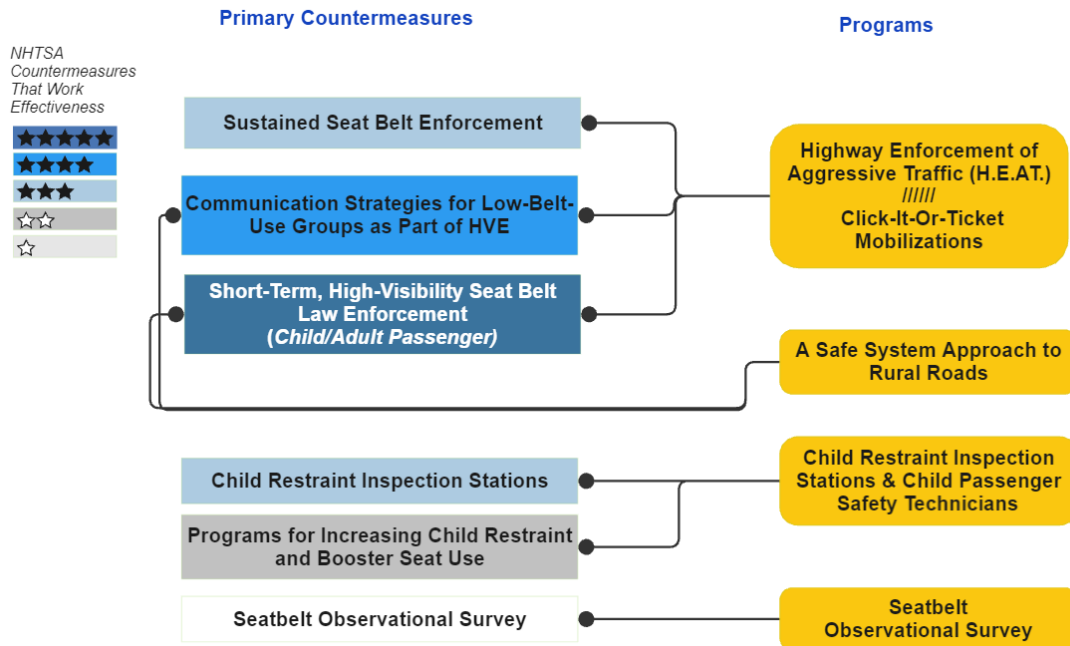 Primary Countermeasures
Programs
NHTSA
Countermeasures
That Work
Effectiveness
Sustained Seat Belt Enforcement
Communication Strategies for Low-Belt-
Use Groups as Part of HVE
Short-Term, High-Visibility Seat Belt
Law Enforcement
(Child/Adult Passenger)
Highway Enforcement of
Aggressive Traffic (H.E.A.T.)
//////
Click-It-Or-Ticket
Mobilizations
A Safe System Approach to
Rural Roads
Child Restraint Inspection Stations
Programs for Increasing Child Restraint
and Booster Seat Use
Child Restraint Inspection
Stations & Child Passenger
Safety Technicians
Seatbelt Observational Survey
Seatbelt
Observational Survey